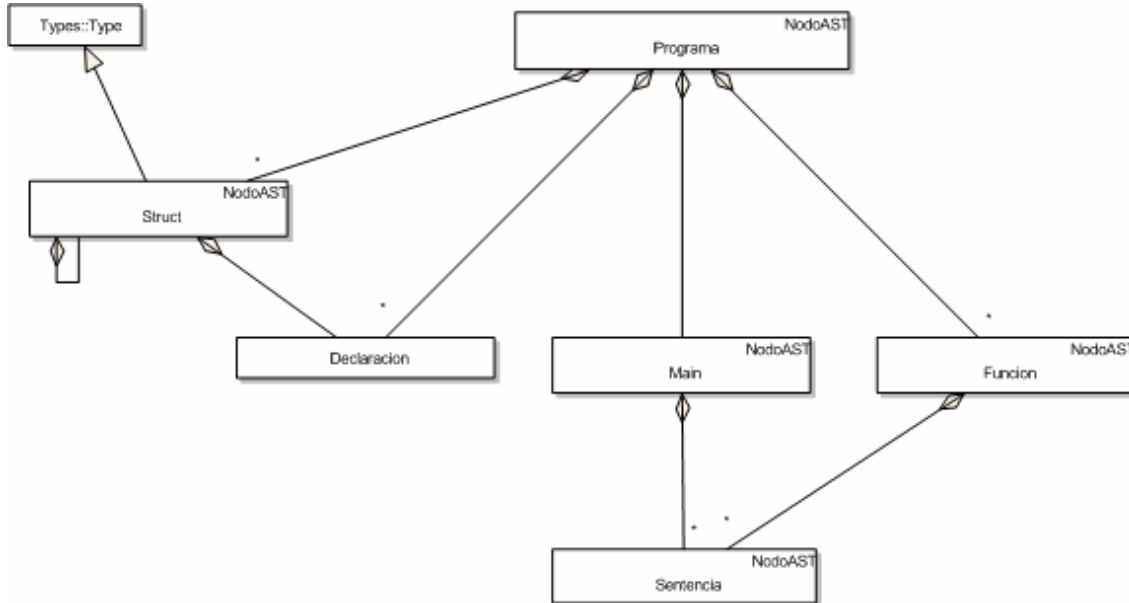 Types::Type
NodoAST
Programa
*
NodoAST
Struct
*
*
Declaracion
NodoAST
Main
NodoAST
Funcion
*
*
NodoAST
Sentencia